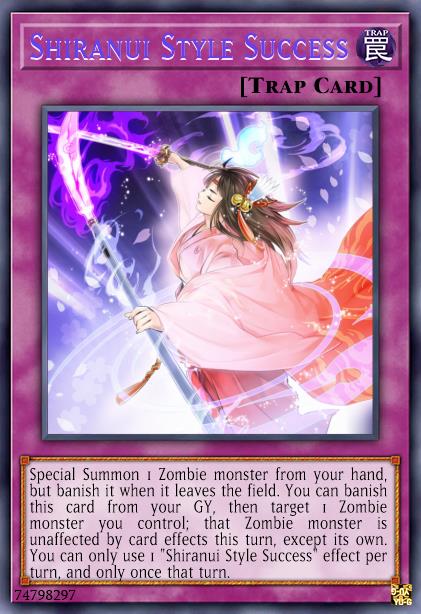 Shiranui Style Success
TRAP
罠
[Trap Card]
Special Summon 1 Zombie monster from your hand,
but banish it when it leaves the field. You can banish
this card from your GY, then target 1 Zombie
monster you control; that Zombie monster is
unaffected by card effects this turn, except its own.
You can only use 1 "Shiranui Style Success" effect per
turn, and only once that turn.
74798297